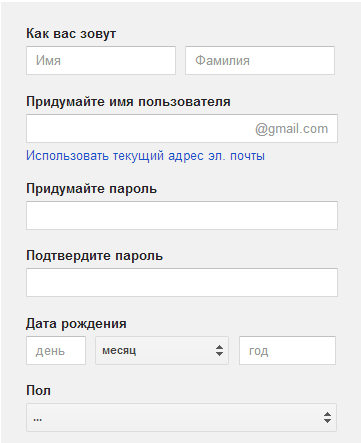 Как вас зовут
Имя Фамилия
Придумайте имя пользователя
@gmail.com
Использовать текущий адрес эл. почты
Придумайте пароль
Подтвердите пароль
Дата рождения
день месяц год
Пол
...